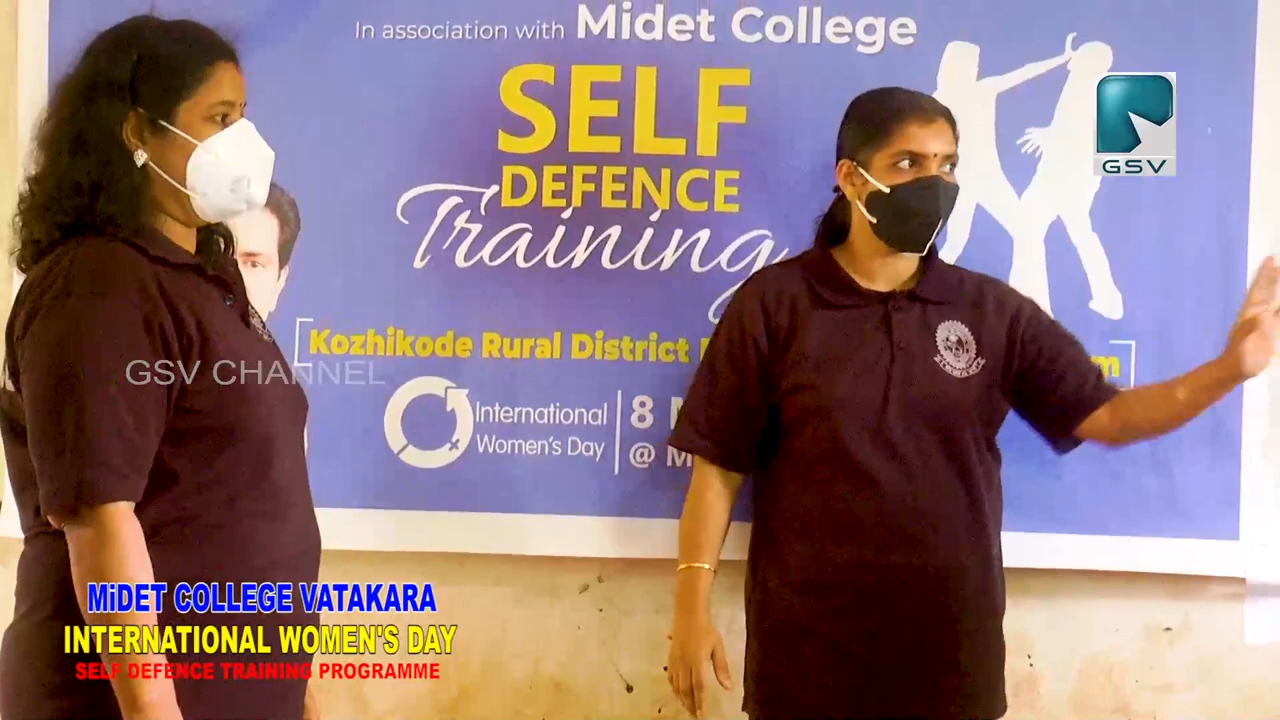 In association with Midet College
SELF
DEFENCE
Training
GSV
Kozhikode Rural District
GSV CHANNEL
International
Women's Day
8
@
MiDET COLLEGE VATAKARA
INTERNATIONAL WOMEN'S DAY
SELF DEFENCE TRAINING PROGRAMME